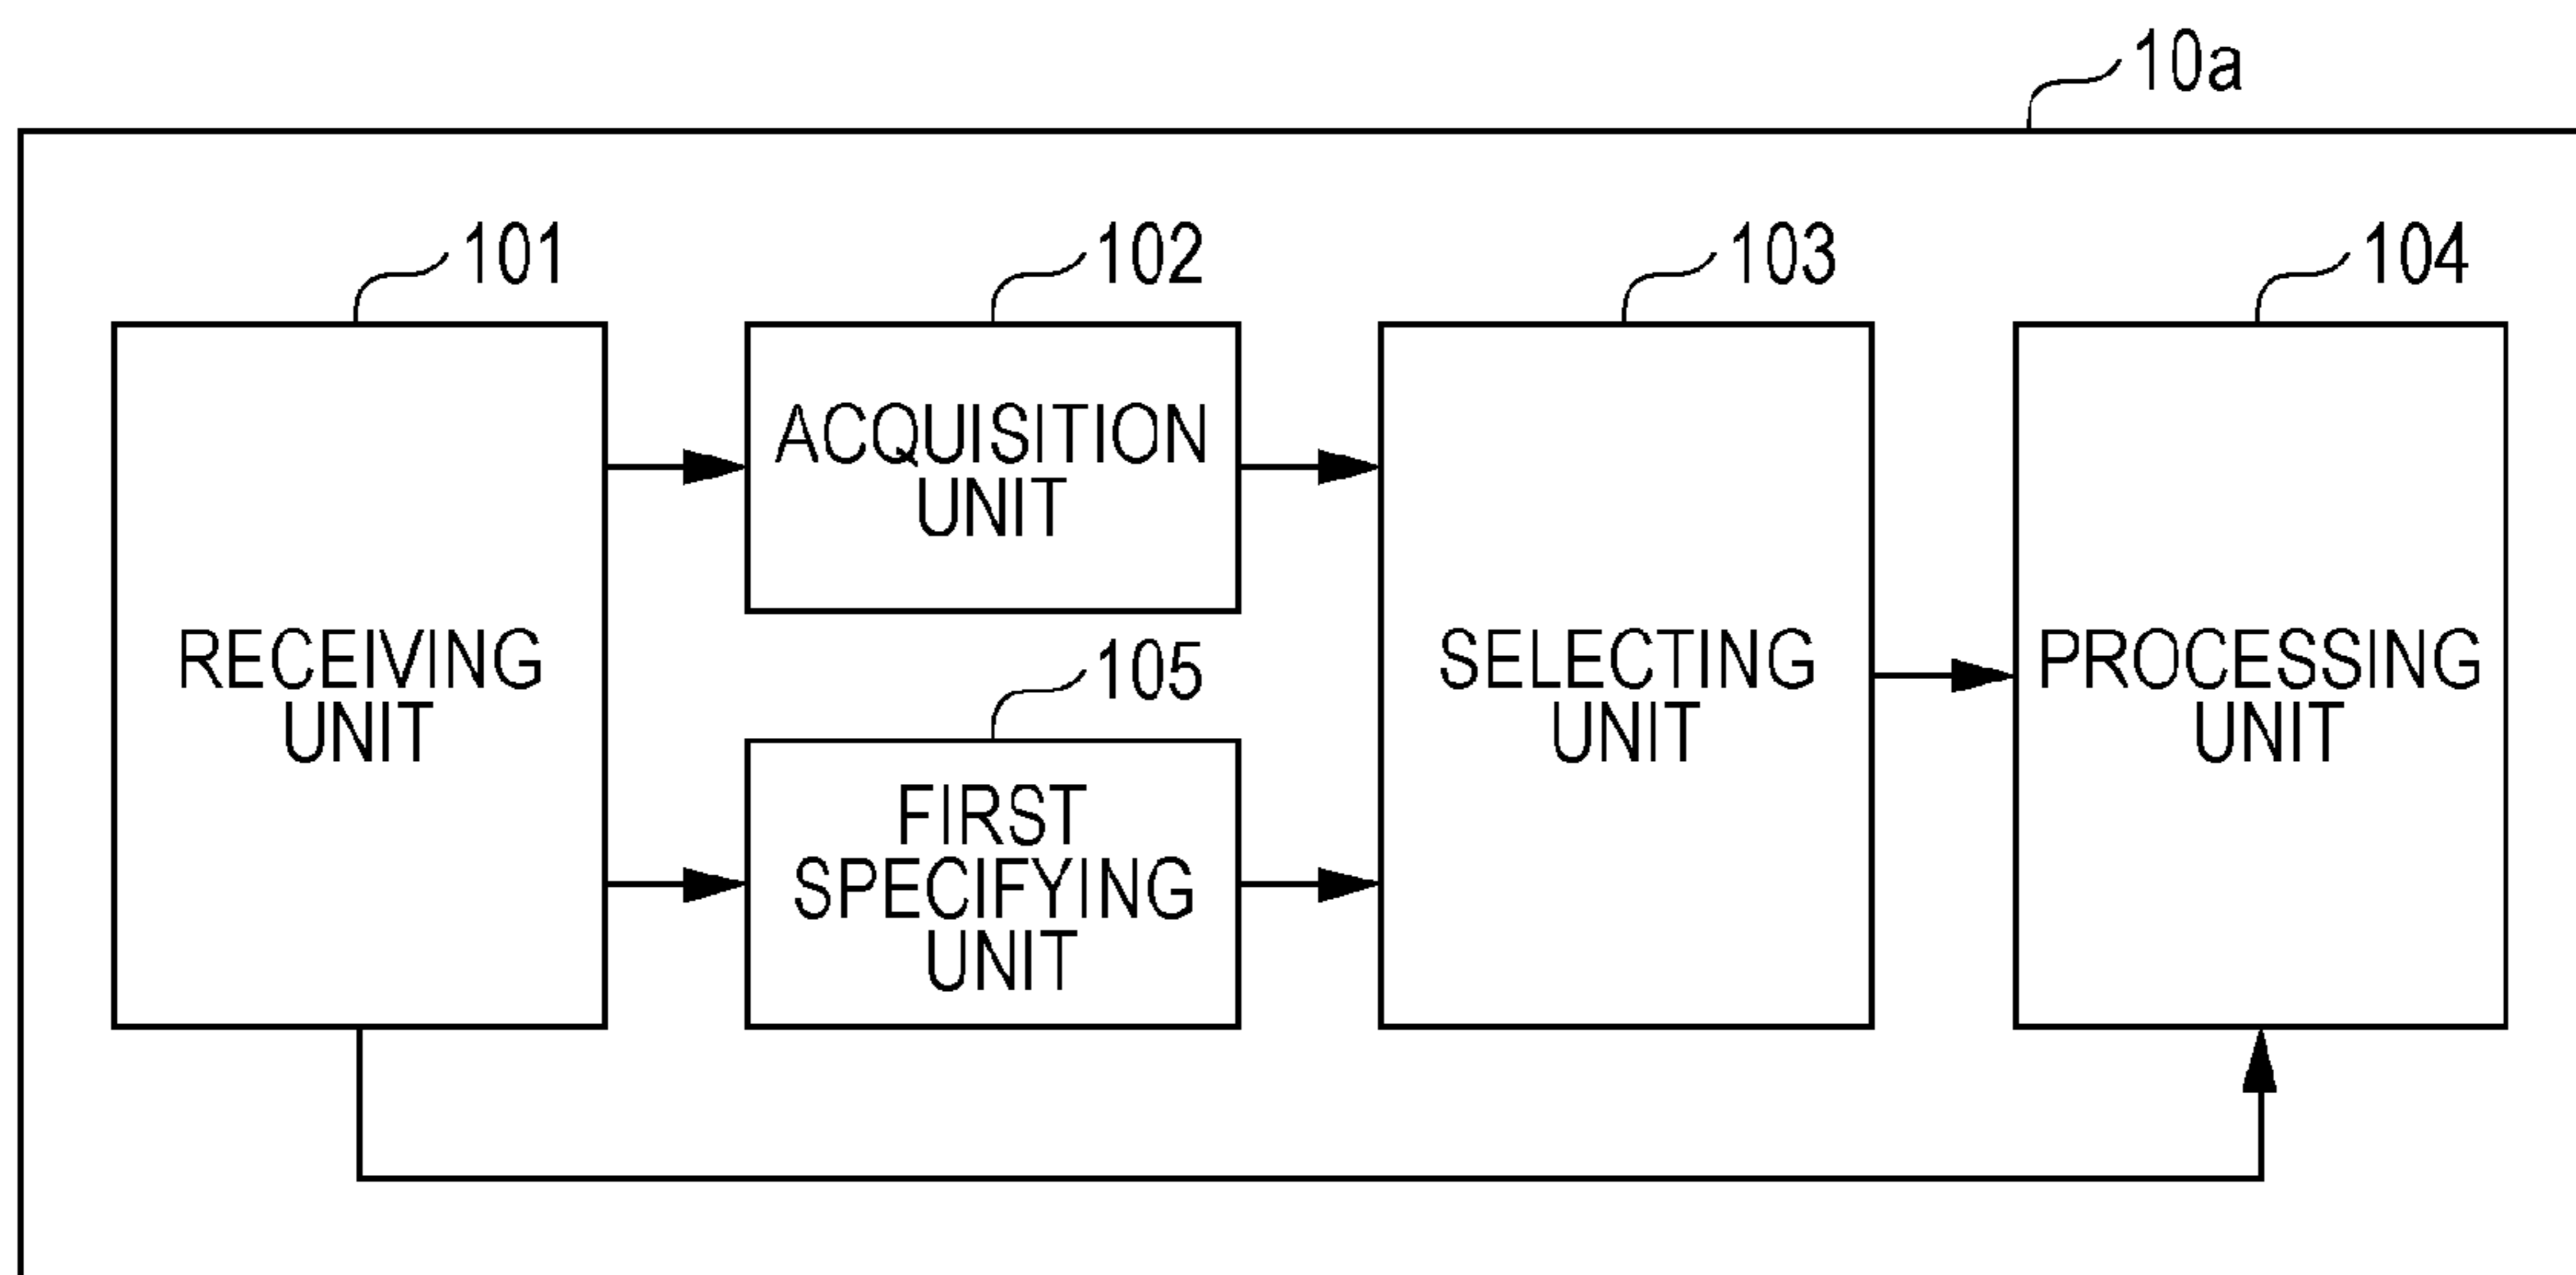 10a
101
102
103
104
RECEIVING
UNIT
ACQUISITION
UNIT
105
FIRST
SPECIFYING
UNIT
SELECTING
UNIT
PROCESSING
UNIT